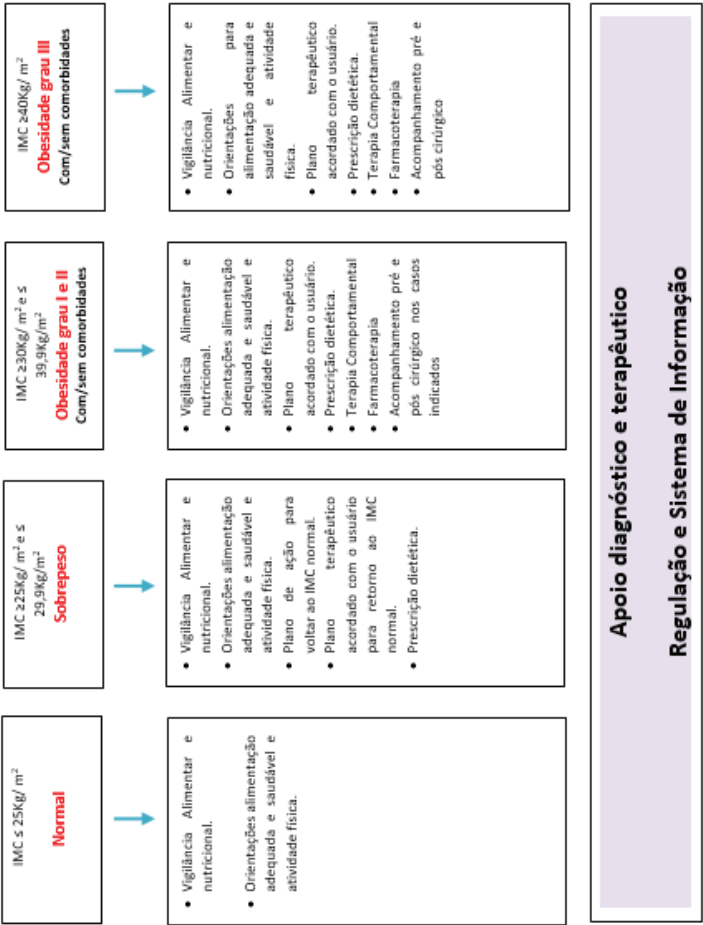 IMC ≤ 25Kg/ m²
Normal
• Vigilância Alimentar e
nutricional.
• Orientações alimentação
adequada e saudável e
atividade física.
IMC ≥25Kg/ m² e ≤
29,9Kg/m²
Sobrepeso
• Vigilância Alimentar e
nutricional.
• Orientações alimentação
adequada e saudável e
atividade física.
• Plano de ação para
voltar ao IMC normal.
• Plano terapêutico
acordado com o usuário
para retorno ao IMC
normal.
• Prescrição dietética.
IMC ≥30Kg/ m² e ≤
39,9Kg/m²
Obesidade grau I e II
Com/sem comorbidades
• Vigilância Alimentar e
nutricional.
• Orientações alimentação
adequada e saudável e
atividade física.
• Plano terapêutico
acordado com o usuário.
• Prescrição dietética.
• Terapia Comportamental
• Farmacoterapia
• Acompanhamento pré e
pós cirúrgico nos casos
indicados
IMC ≥40Kg/ m²
Obesidade grau III
Com/sem comorbidades
• Vigilância Alimentar e
nutricional.
• Orientações para
alimentação adequada e
saudável e atividade
física.
• Plano terapêutico
acordado com o usuário.
• Prescrição dietética.
• Terapia Comportamental
• Farmacoterapia
• Acompanhamento pré e
pós cirúrgico
Apoio diagnóstico e terapêutico
Regulação e Sistema de Informação